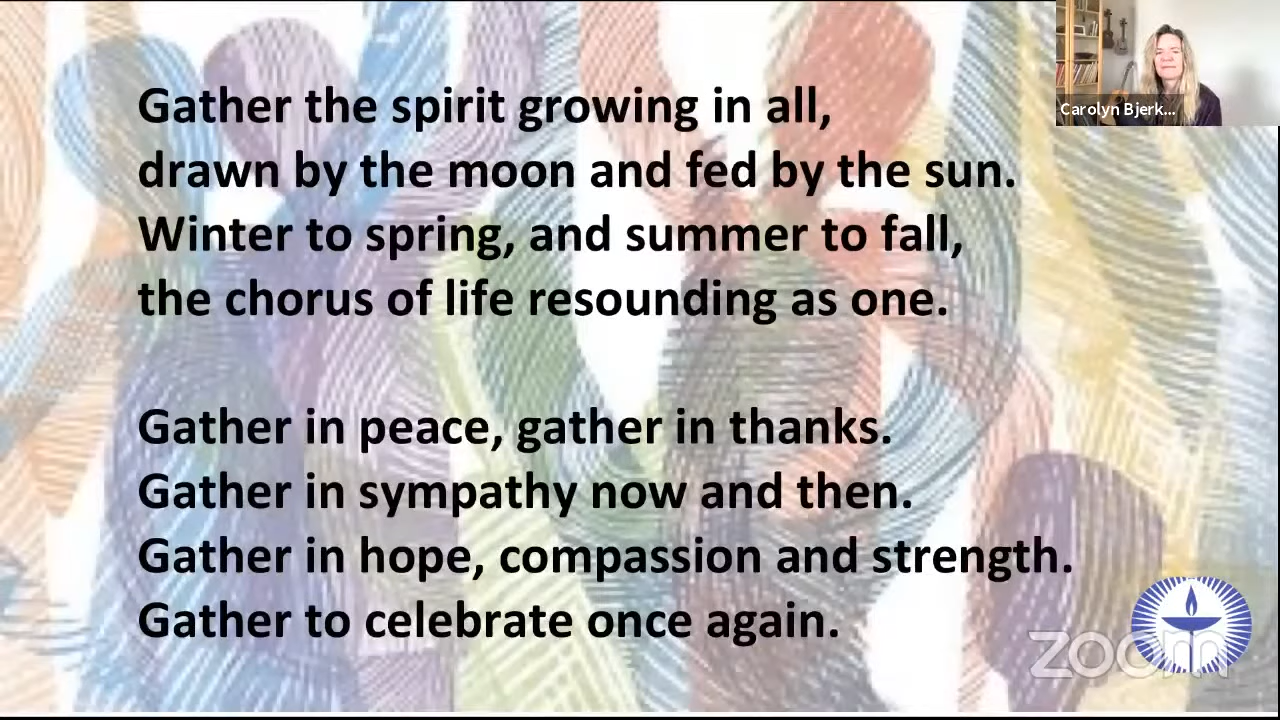 Gather the spirit growing in all,
drawn by the moon and fed by the sun.
Winter to spring, and summer to fall,
the chorus of life resounding as one.
Gather in peace, gather in thanks.
Gather in sympathy now and then.
Gather in hope, compassion and strength.
Gather to celebrate once again.
Carolyn Bjerk...
zoom